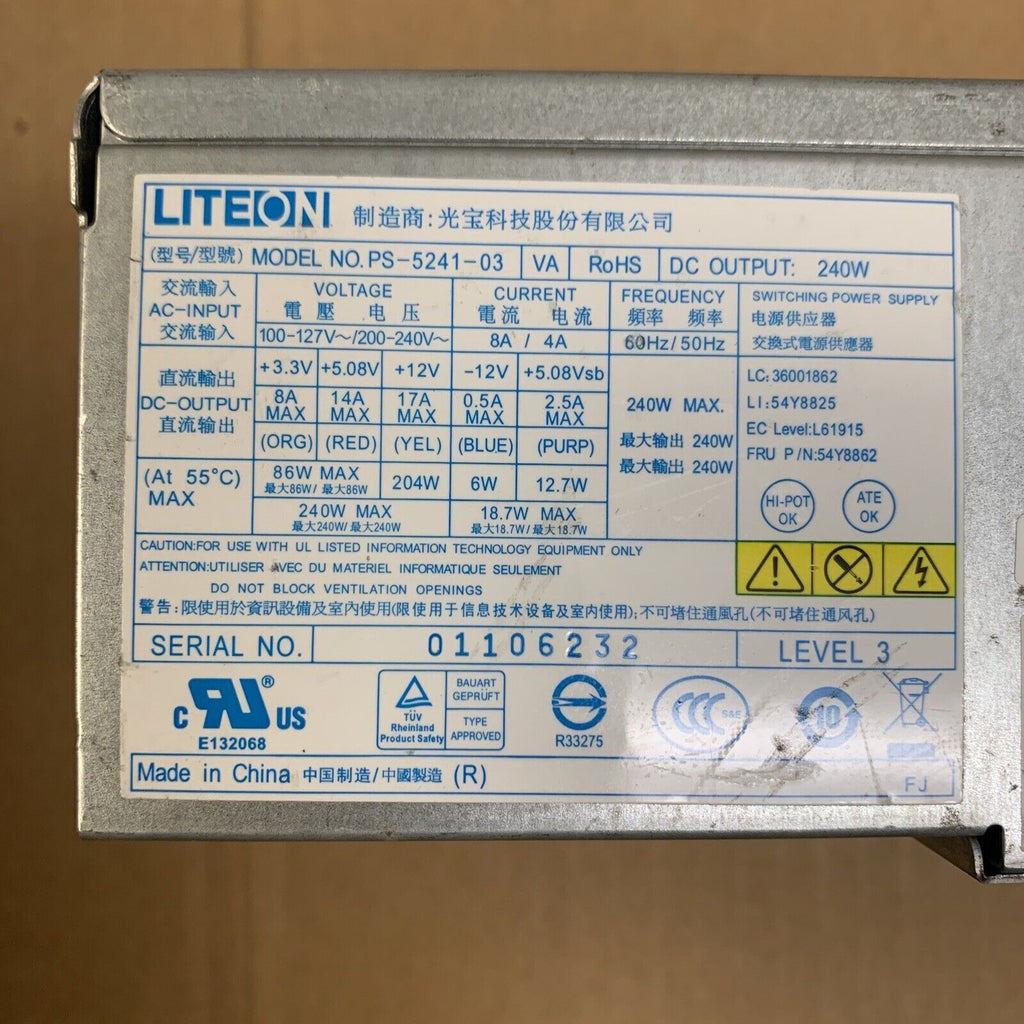 LITEON 制造商:光宝科技股份有限公司
(型号/型號) MODEL NO. PS-5241-03 VA RoHS DC OUTPUT: 240W
交流輸入 VOLTAGE CURRENT FREQUENCY SWITCHING POWER SUPPLY
AC-INPUT 電壓 电压 電流 电流 頻率 频率 电源供应器
交流输入 100-127V~/200-240V~ 8A / 4A 60Hz/50Hz 交換式電源供應器
直流輸出 +3.3V +5.08V +12V -12V +5.08Vsb LC:36001862
DC-OUTPUT 8A MAX 14A MAX 17A MAX 0.5A MAX 2.5A MAX 240W MAX. LI:54Y8825
直流输出 (ORG) (RED) (YEL) (BLUE) (PURP) 最大输出 240W EC Level:L61915
最大輸出 240W FRU P/N:54Y8862
(At 55°C) 86W MAX 204W 6W 12.7W
MAX 最大86W/最大86W
240W MAX 18.7W MAX HI-POT OK ATE OK
最大240W/最大240W 最大18.7W/最大18.7W
CAUTION:FOR USE WITH UL LISTED INFORMATION TECHNOLOGY EQUIPMENT ONLY
ATTENTION:UTILISER AVEC DU MATERIEL INFORMATIQUE SEULEMENT
DO NOT BLOCK VENTILATION OPENINGS
警告:限使用於資訊設備及室內使用(限使用于信息技术设备及室内使用);不可堵住通風孔(不可堵住通风孔)
SERIAL NO. 01106232 LEVEL 3
c RU ® US
E132068
TÜV
Rheinland
Product Safety
BAUART
GEPRÜFT
TYPE
APPROVED
R33275
CCC S&E
10
Made in China 中国制造/中國製造 (R) FJ